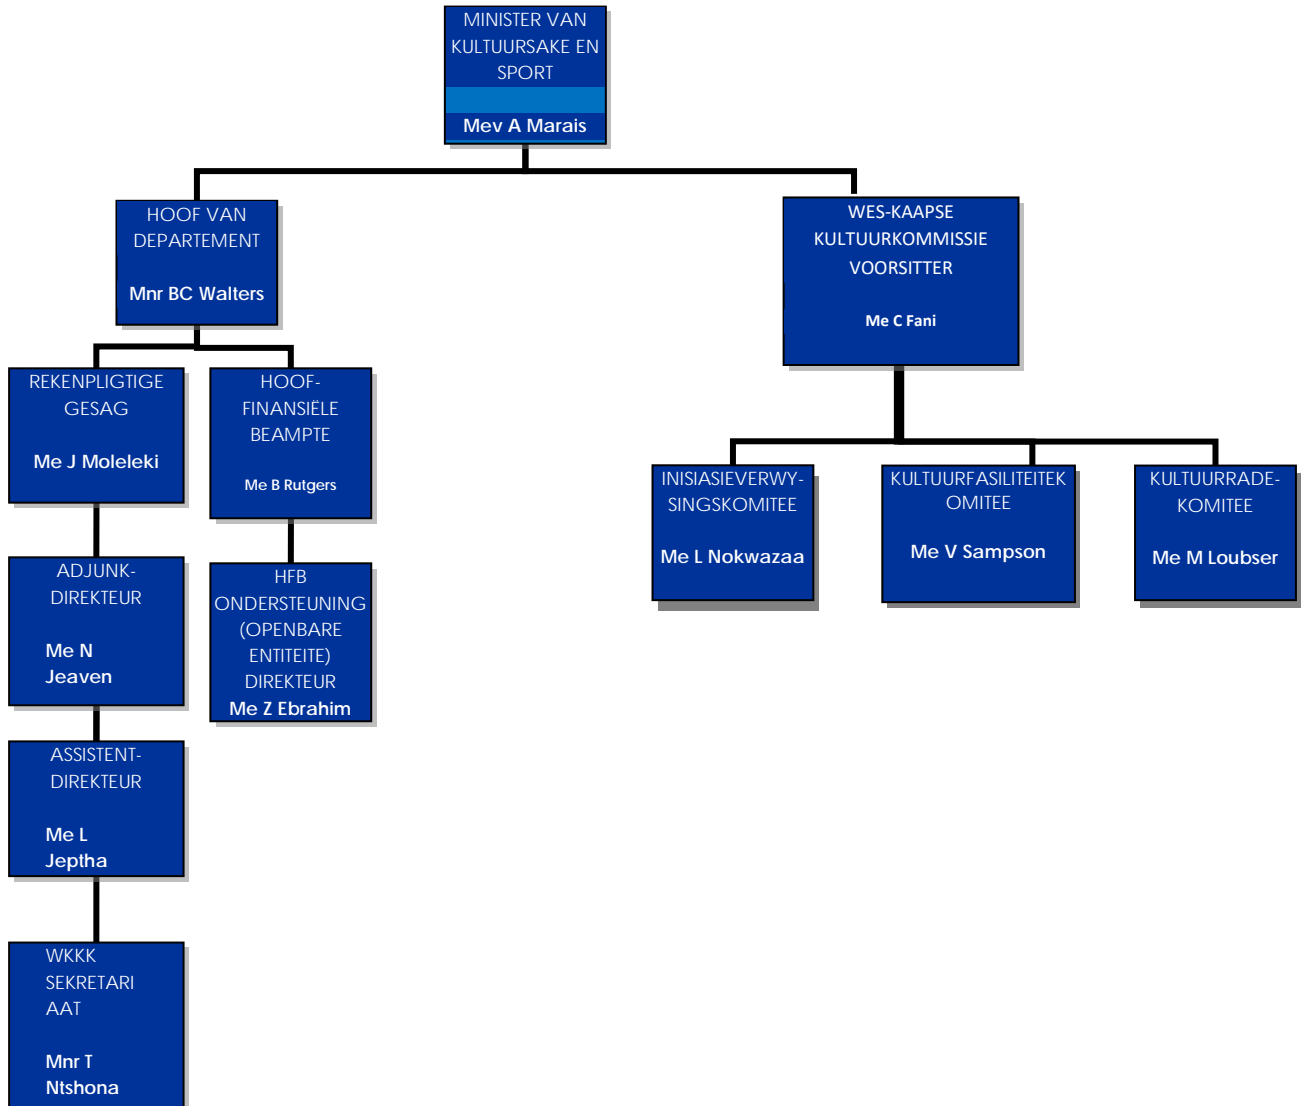 MINISTER VAN
KULTUURSAKE EN
SPORT
Mev A Marais
HOOF VAN
DEPARTEMENT
Mnr BC Walters
WES-KAAPSE
KULTUURKOMMISSIE
VOORSITTER
Me C Fani
REKENPLIGTIGE
GESAG
Me J Moleleki
HOOF-
FINANSIËLE
BEAMPTE
Me B Rutgers
INISIASIEVERWY-
SINGSKOMITEE
Me L Nokwazaa
KULTUURFASILITEITEK
OMITEE
Me V Sampson
KULTUURRADE-
KOMITEE
Me M Loubser
ADJUNK-
DIREKTEUR
Me N
Jeaven
HFB
ONDERSTEUNING
(OPENBARE
ENTITEITE)
DIREKTEUR
Me Z Ebrahim
ASSISTENT-
DIREKTEUR
Me L
Jeptha
WKKK
SEKRETARI
AAT
Mnr T
Ntshona